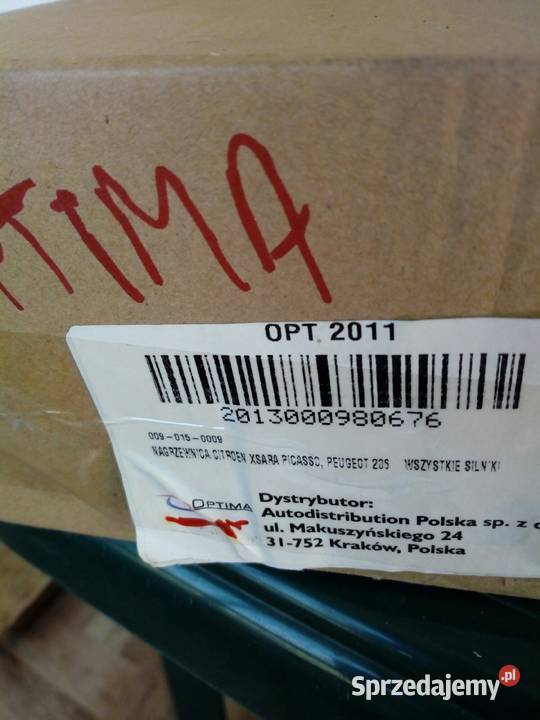 TIMA
OPT. 2011
2013000980676
009-015-0009
NAGRZEWNICA CITROEN XSARA PICASSO, PEUGEOT 206 WSZYSTKIE SILNIKI
OPTIMA
Dystrybutor:
Autodistribution Polska sp. z o
ul. Makuszyńskiego 24
31-752 Kraków, Polska
Sprzedajemy.pl